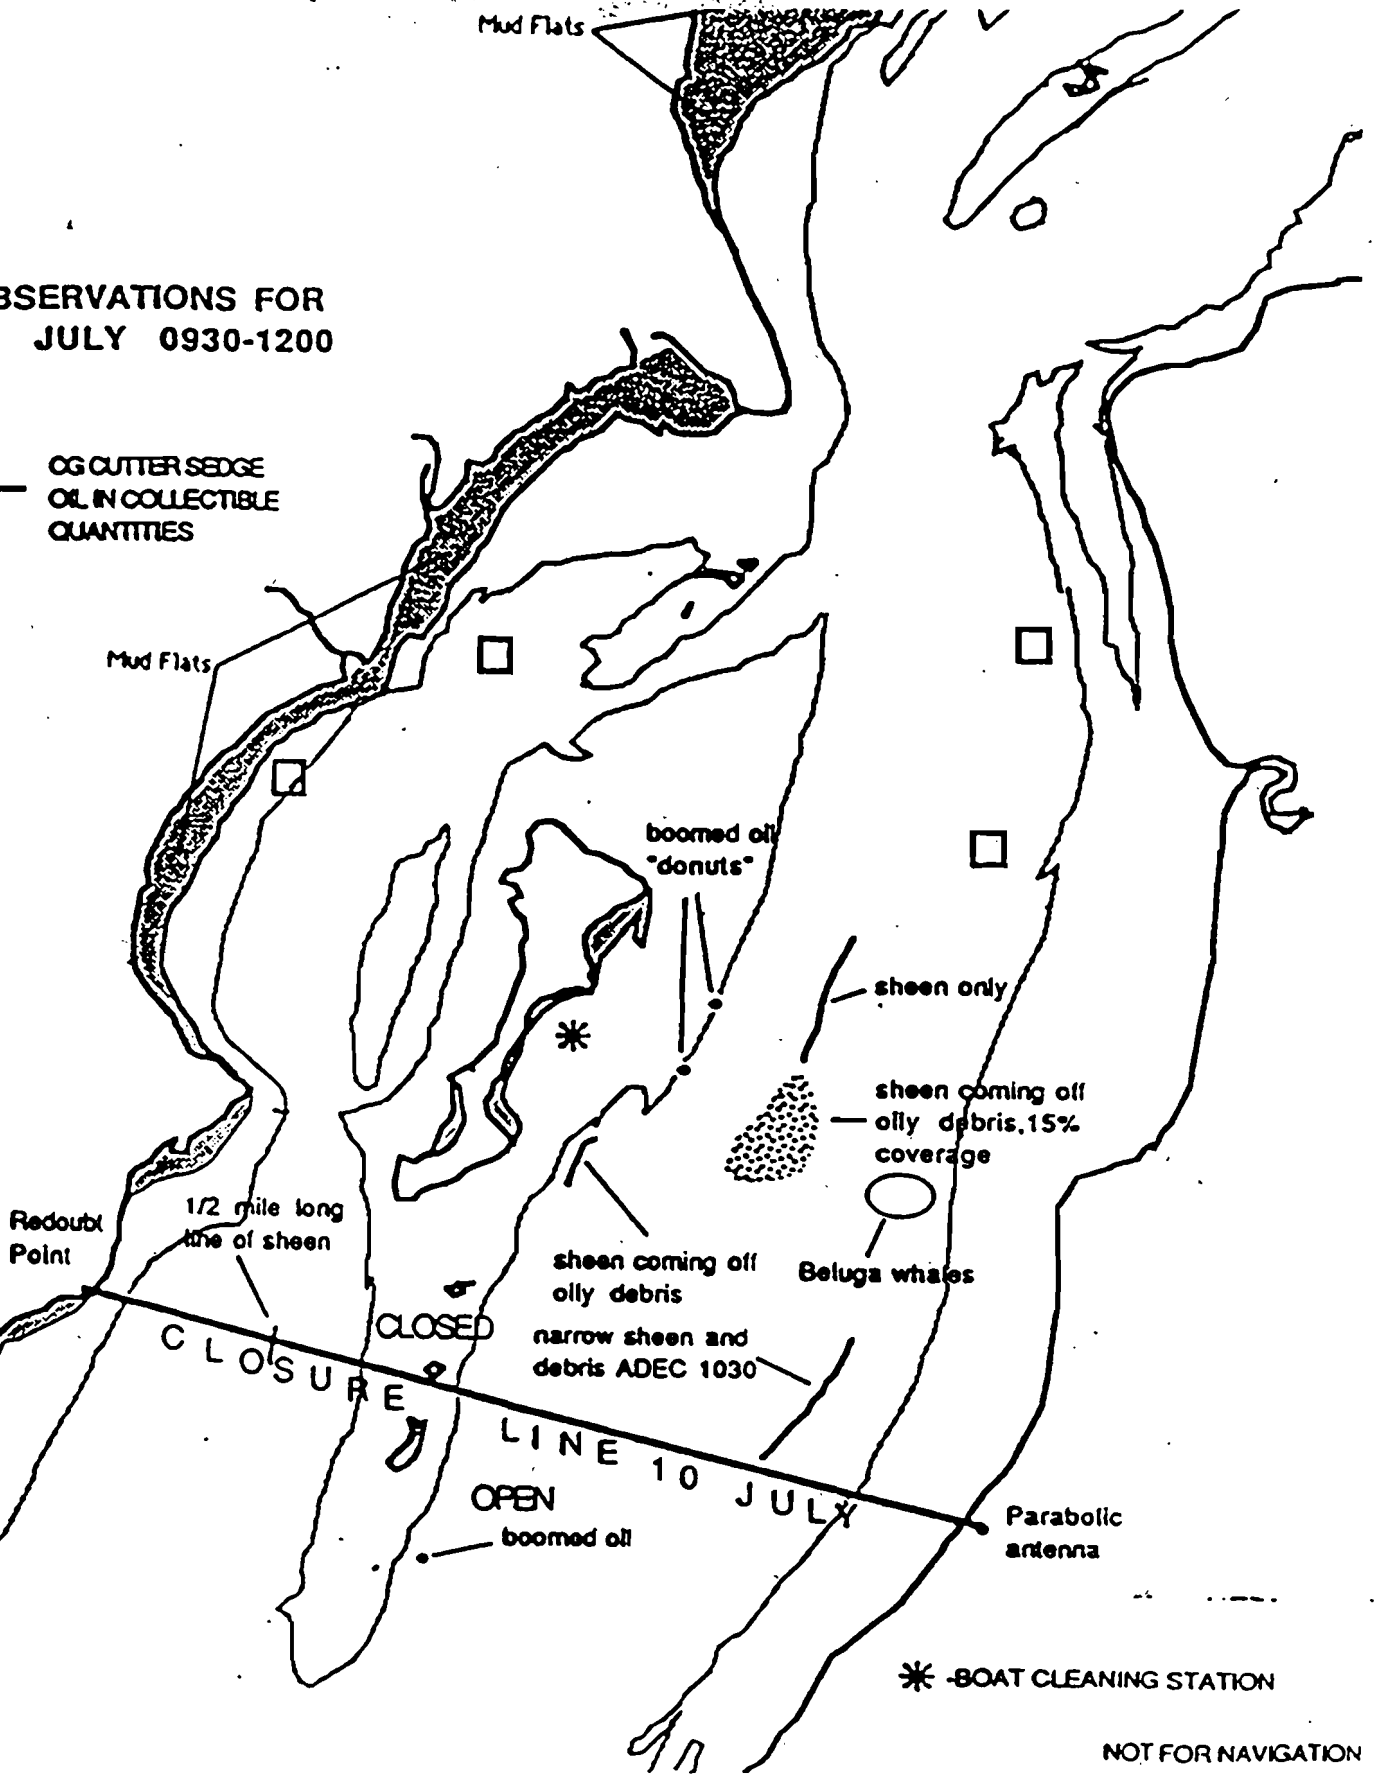 Mud Flats
BSERVATIONS FOR
JULY 0930-1200
CG CUTTER SEDGE
OIL IN COLLECTIBLE
QUANTITIES
Mud Flats
boomed oil
"donuts"
sheen only
sheen coming off
oily debris, 15%
coverage
Redoubt
Point
1/2 mile long
line of sheen
sheen coming off
oily debris
Beluga whales
CLOSED
narrow sheen and
debris ADEC 1030
CLOSURE LINE 10 JULY
OPEN
boomed oil
Parabolic
antenna
-BOAT CLEANING STATION
NOT FOR NAVIGATION